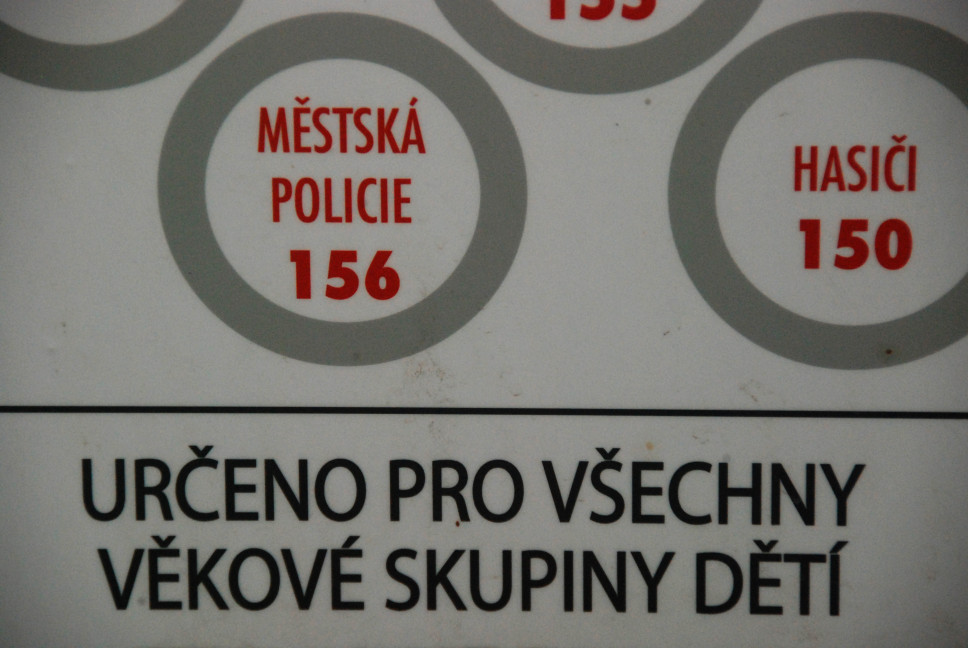 MĚSTSKÁ
POLICIE
156
HASIČI
150
URČENO PRO VŠECHNY
VĚKOVÉ SKUPINY DĚTÍ